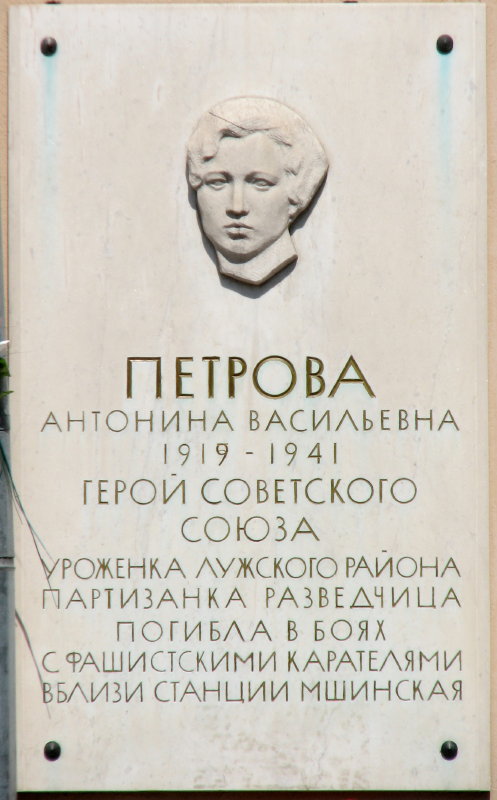 ПЕТРОВА
АНТОНИНА ВАСИЛЬЕВНА
1919 - 1941
ГЕРОЙ СОВЕТСКОГО
СОЮЗА
УРОЖЕНКА ЛУЖСКОГО РАЙОНА
ПАРТИЗАНКА РАЗВЕДЧИЦА
ПОГИБЛА В БОЯХ
С ФАШИСТСКИМИ КАРАТЕЛЯМИ
ВБЛИЗИ СТАНЦИИ МШИНСКАЯ